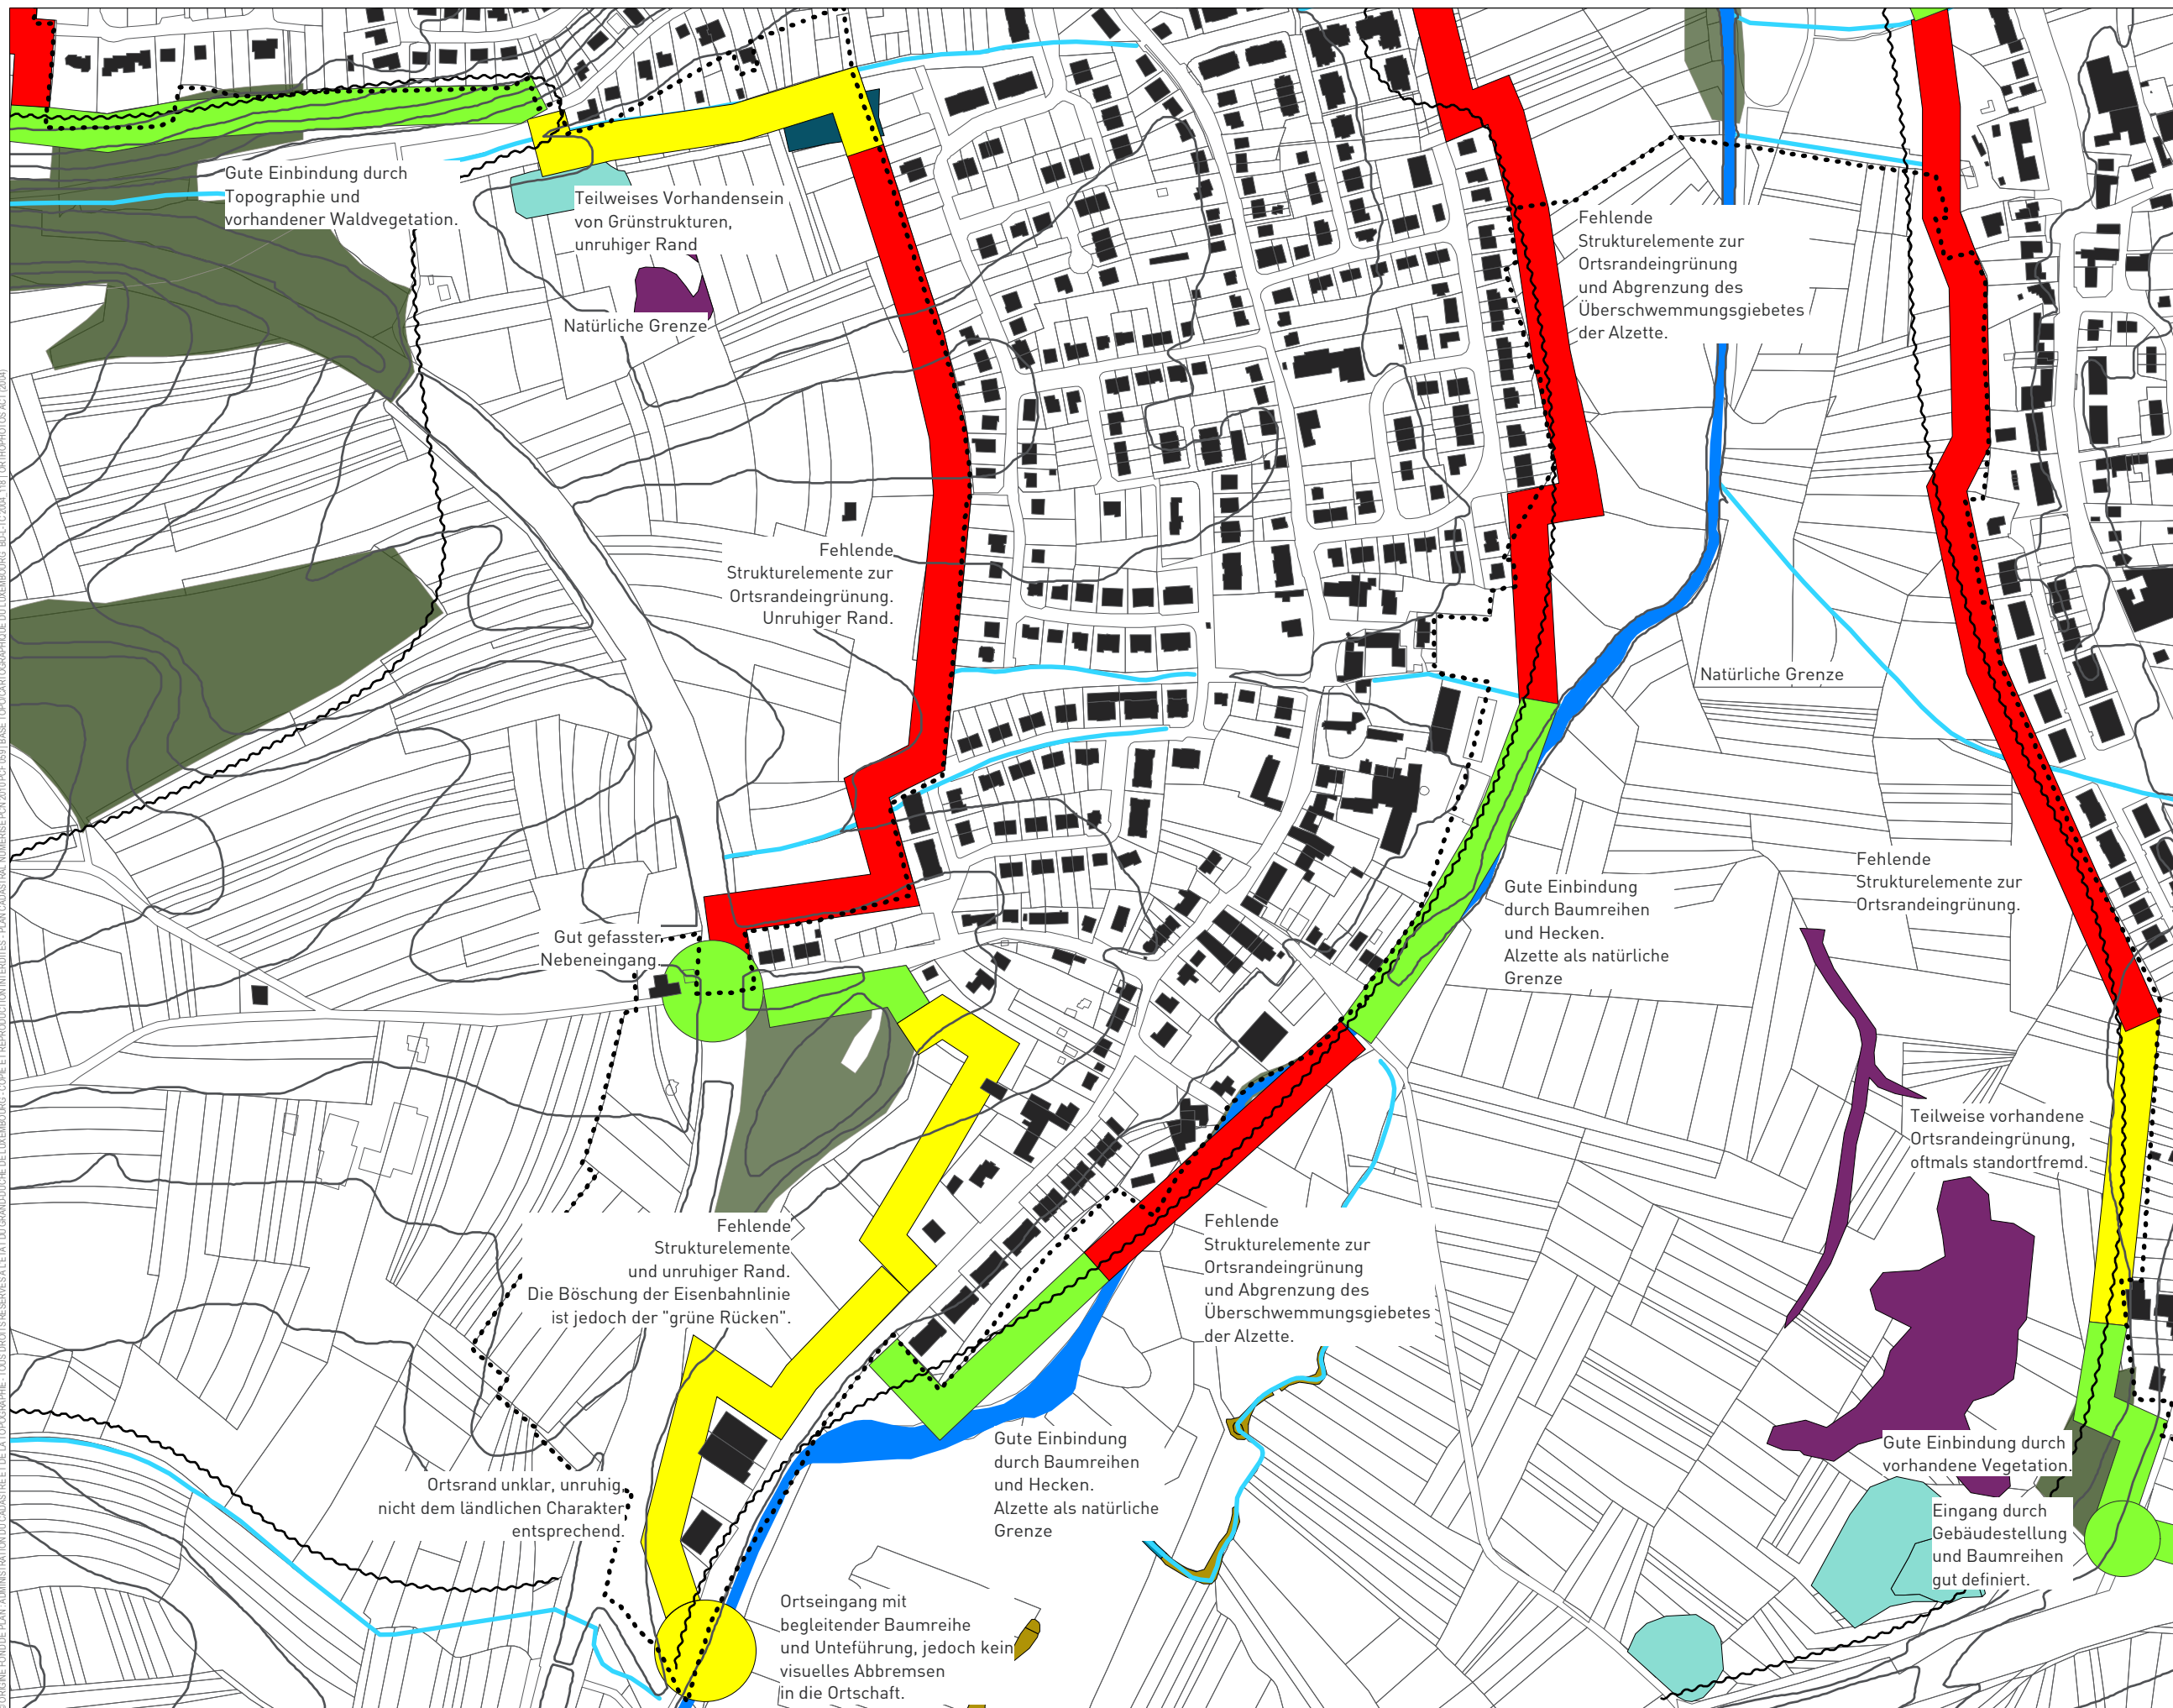 Gute Einbindung durch
Topographie und
vorhandener Waldvegetation.
Teilweises Vorhandensein
von Grünstrukturen,
unruhiger Rand
Natürliche Grenze
Fehlende
Strukturelemente zur
Ortsrandeingrünung
und Abgrenzung des
Überschwemmungsgiebetes
der Alzette.
Fehlende
Strukturelemente zur
Ortsrandeingrünung.
Unruhiger Rand.
Natürliche Grenze
Fehlende
Strukturelemente zur
Ortsrandeingrünung.
Gute Einbindung
durch Baumreihen
und Hecken.
Alzette als natürliche
Grenze
Gut gefasster
Nebeneingang.
Teilweise vorhandene
Ortsrandeingrünung,
oftmals standortfremd.
Fehlende
Strukturelemente
und unruhiger Rand.
Die Böschung der Eisenbahnlinie
ist jedoch der "grüne Rücken".
Fehlende
Strukturelemente zur
Ortsrandeingrünung
und Abgrenzung des
Überschwemmungsgiebetes
der Alzette.
Gute Einbindung
durch Baumreihen
und Hecken.
Alzette als natürliche
Grenze
Gute Einbindung durch
vorhandene Vegetation.
Ortsrand unklar, unruhig,
nicht dem ländlichen Charakter
entsprechend.
Eingang durch
Gebäudestellung
und Baumreihen
gut definiert.
Ortseingang mit
begleitender Baumreihe
und Unteführung, jedoch kein
visuelles Abbremsen
in die Ortschaft.